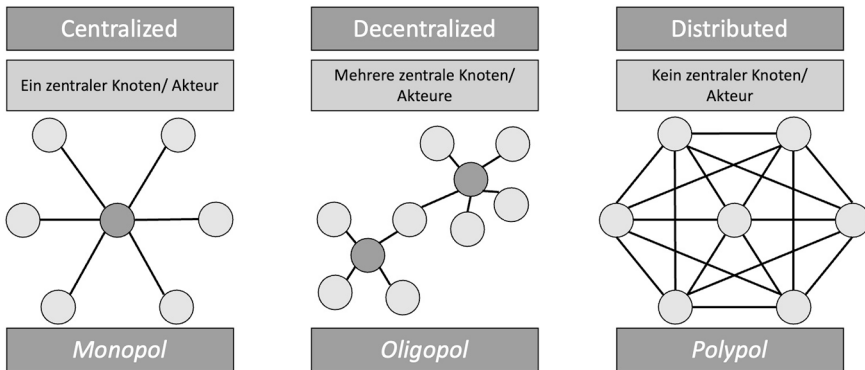 Centralized
Decentralized
Distributed
Ein zentraler Knoten/ Akteur
Mehrere zentrale Knoten/
Akteure
Kein zentraler Knoten/
Akteur
Monopol
Oligopol
Polypol